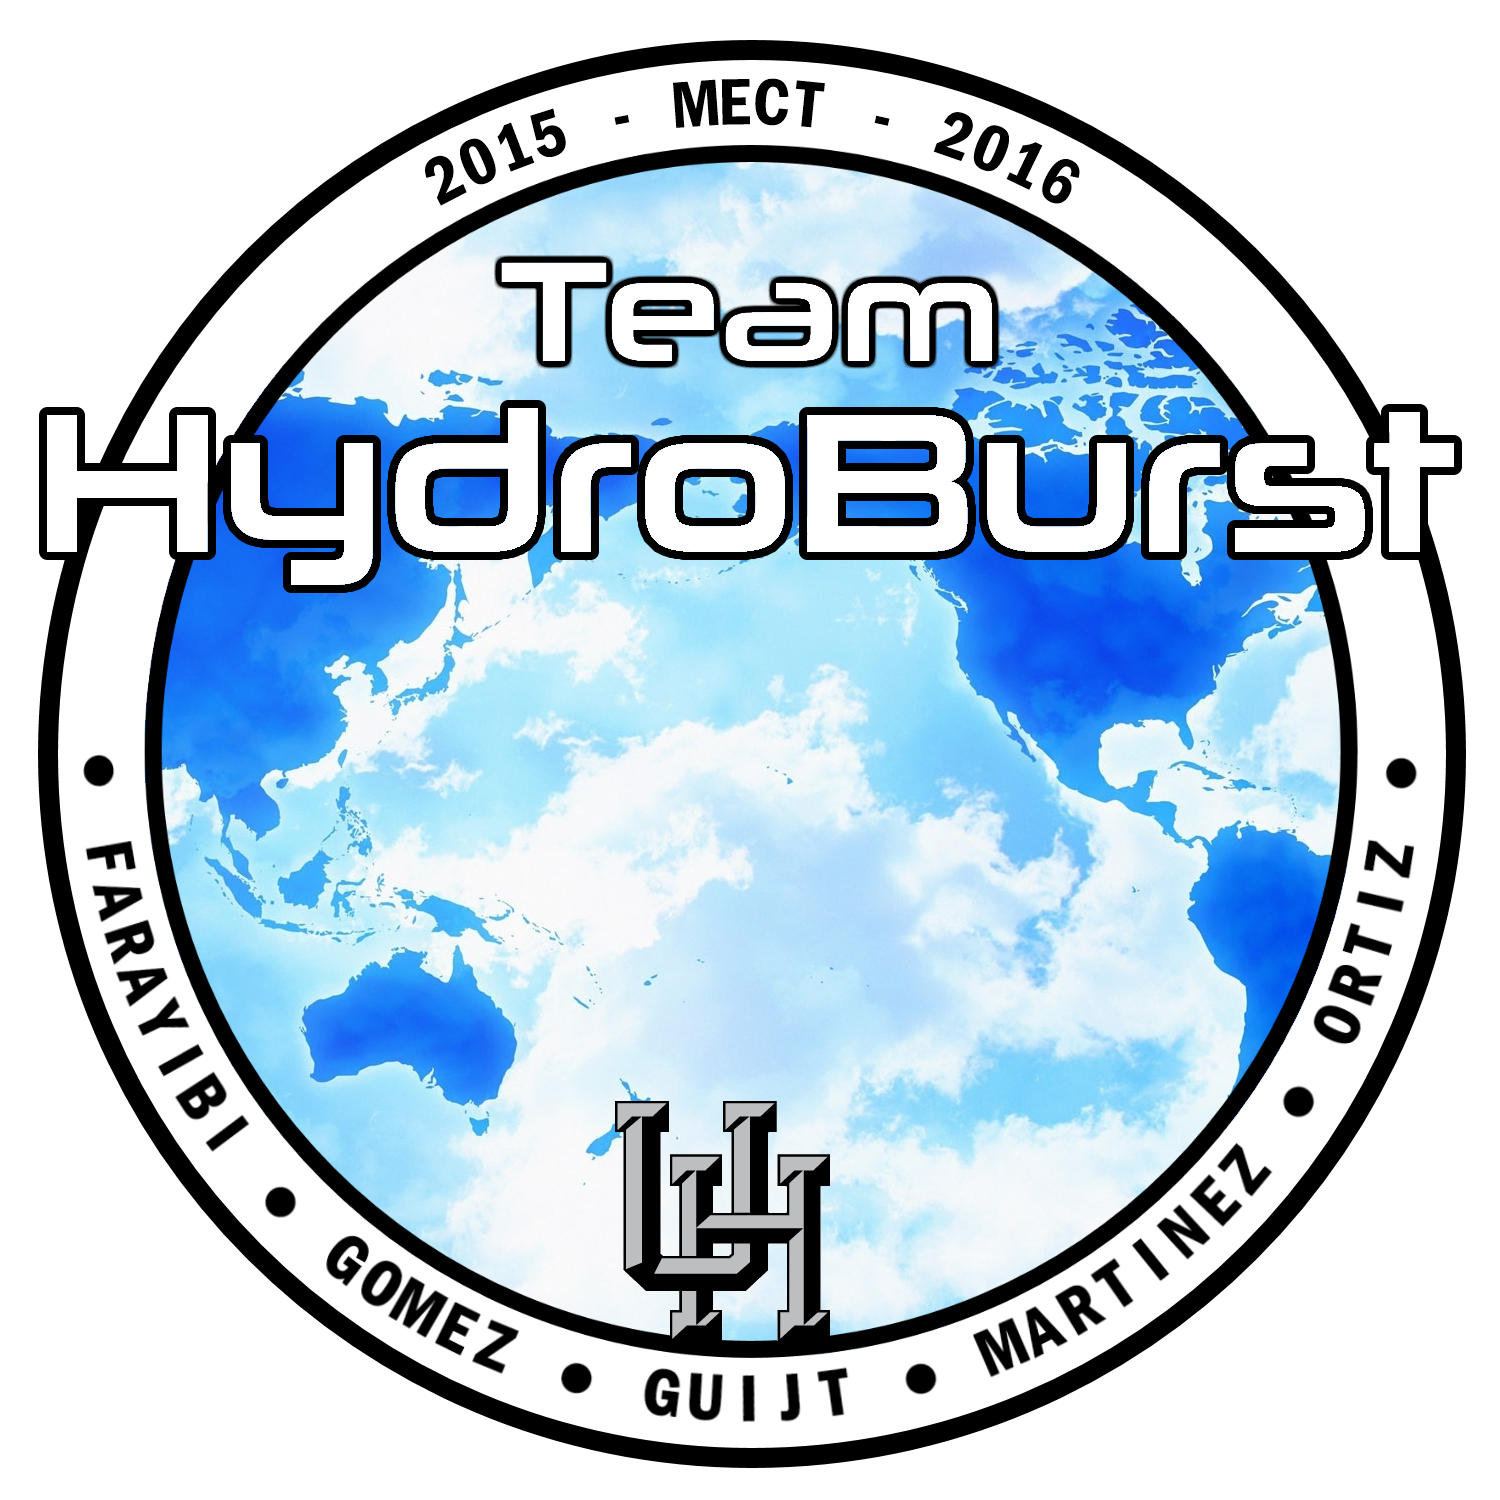 2015 - MECT - 2016
Team
HydroBurst
UH
• FARAYIBI • GOMEZ • GUIJT • MARTINEZ • ORTIZ •